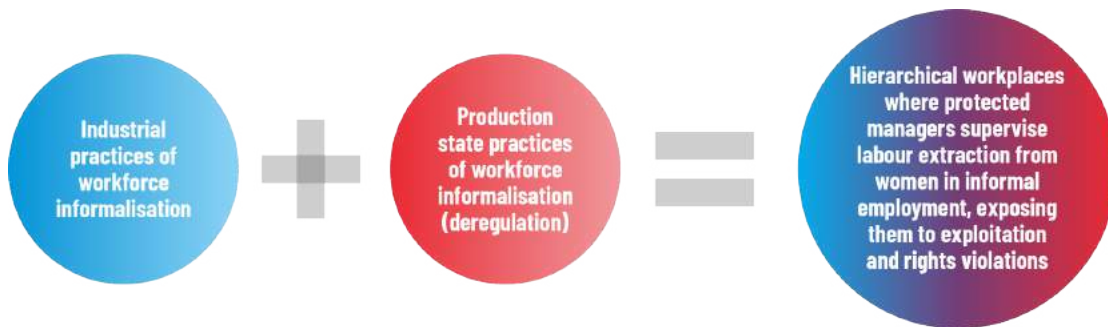 Industrial
practices of
workforce
informalisation
Production
state practices
of workforce
informalisation
(deregulation)
Hierarchical workplaces
where protected
managers supervise
labour extraction from
women in informal
employment, exposing
them to exploitation
and rights violations